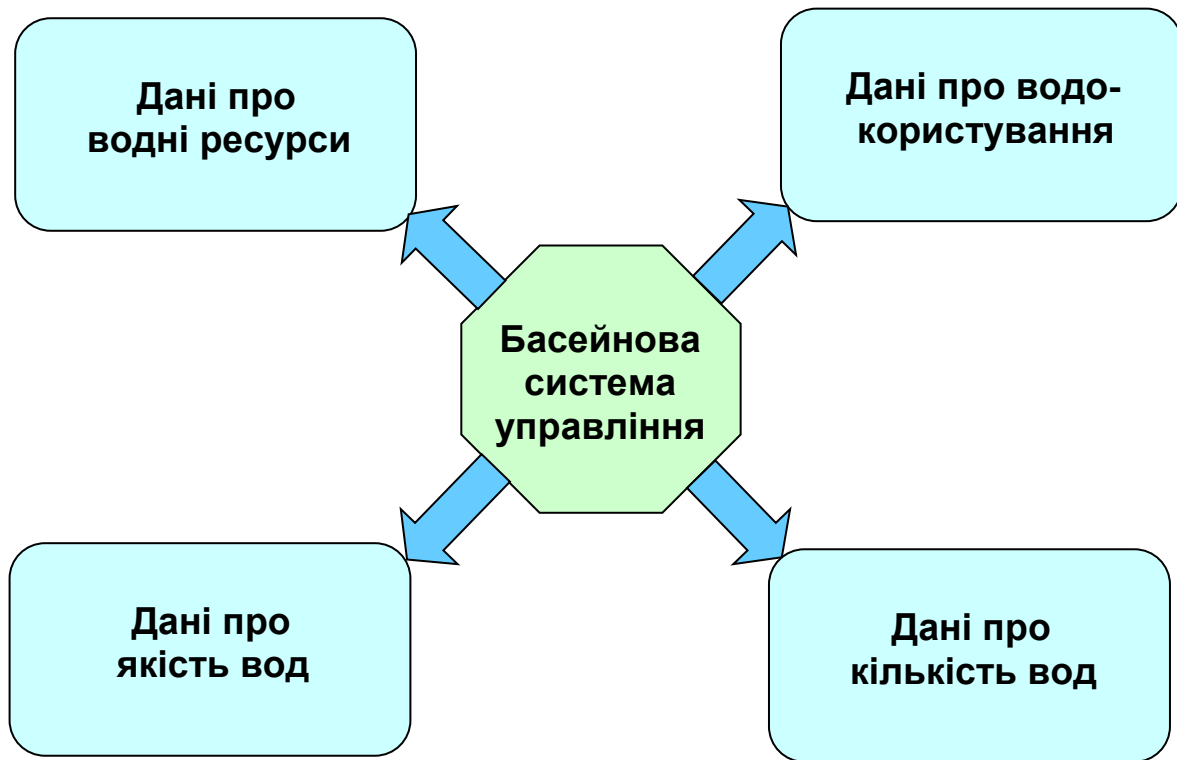 Дані про
водні ресурси
Дані про водо-
користування
Басейнова
система
управління
Дані про
якість вод
Дані про
кількість вод